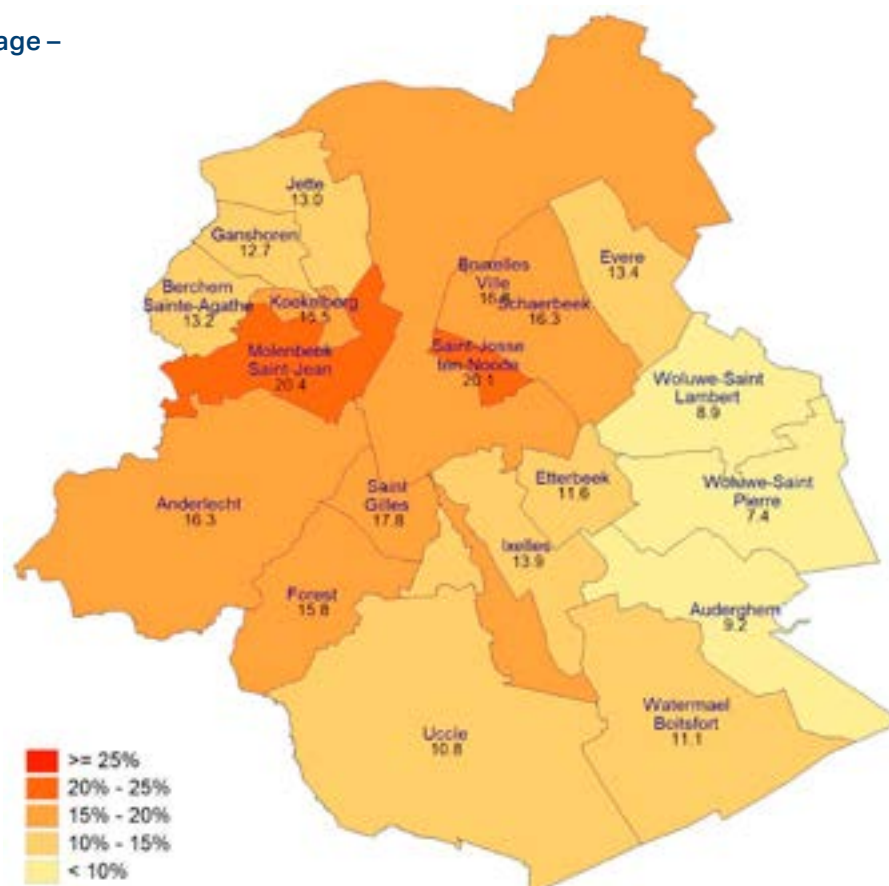 age –
Jette
13.0
Ganshoren
12.7
Berchem
Sainte-Agathe
13.2
Koekelberg
16.5
Molenbeek
Saint-Jean
20.4
Bruxelles
Ville
Schaerbeek
16.3
Evere
13.4
Saint-Josse
ten-Noode
20.1
Woluwe-Saint
Lambert
8.9
Woluwe-Saint
Pierre
7.4
Etterbeek
11.6
Anderlecht
16.3
Saint
Gilles
17.8
Ixelles
13.9
Forest
15.8
Auderghem
9.2
Uccle
10.8
Watermael
Boitsfort
11.1
>= 25%
20% - 25%
15% - 20%
10% - 15%
< 10%